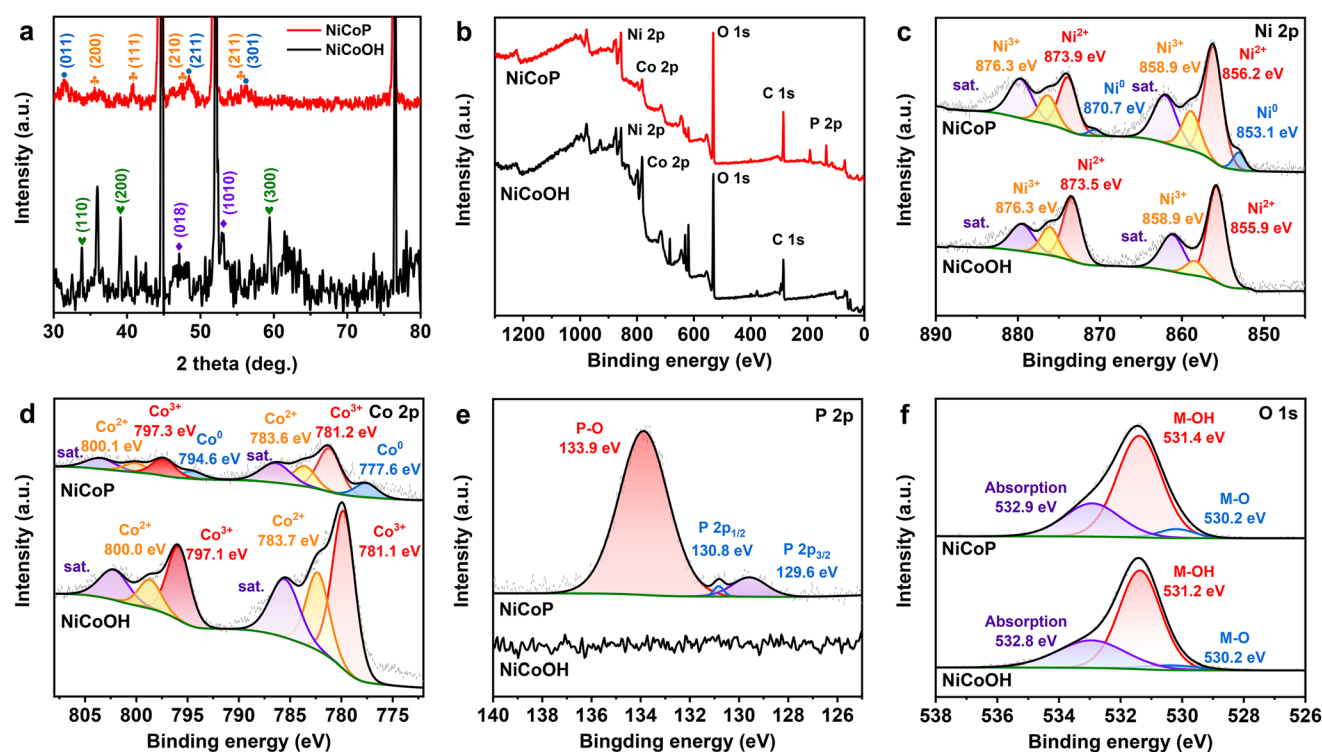 a
NiCoP
NiCoOH
(011)
(200)
(111)
(210)
(211)
(211)
(301)
(110)
(200)
(018)
(1010)
(300)
Intensity (a.u.)
30 40 50 60 70 80
2 theta (deg.)
b
Ni 2p
O 1s
NiCoP
Co 2p
C 1s
P 2p
Ni 2p
Co 2p
O 1s
NiCoOH
C 1s
Intensity (a.u.)
1200 1000 800 600 400 200 0
Binding energy (eV)
c
Ni 2p
Ni3+
876.3 eV
Ni2+
873.9 eV
Ni3+
858.9 eV
Ni2+
856.2 eV
sat.
Ni0
870.7 eV
sat.
Ni0
853.1 eV
NiCoP
Ni3+
876.3 eV
Ni2+
873.5 eV
Ni3+
858.9 eV
Ni2+
855.9 eV
sat.
sat.
NiCoOH
Intensity (a.u.)
890 880 870 860 850
Bingding energy (eV)
d
Co 2p
Co2+
800.1 eV
Co3+
797.3 eV
Co0
794.6 eV
Co2+
783.6 eV
Co3+
781.2 eV
Co0
777.6 eV
sat.
sat.
NiCoP
Co2+
800.0 eV
Co3+
797.1 eV
Co2+
783.7 eV
Co3+
781.1 eV
sat.
sat.
NiCoOH
Intensity (a.u.)
805 800 795 790 785 780 775
Binding energy (eV)
e
P 2p
P-O
133.9 eV
P 2p1/2
130.8 eV
P 2p3/2
129.6 eV
NiCoP
NiCoOH
Intensity (a.u.)
140 138 136 134 132 130 128 126
Bingding energy (eV)
f
O 1s
M-OH
531.4 eV
Absorption
532.9 eV
M-O
530.2 eV
NiCoP
M-OH
531.2 eV
Absorption
532.8 eV
M-O
530.2 eV
NiCoOH
Intensity (a.u.)
538 536 534 532 530 528 526
Binding energy (eV)